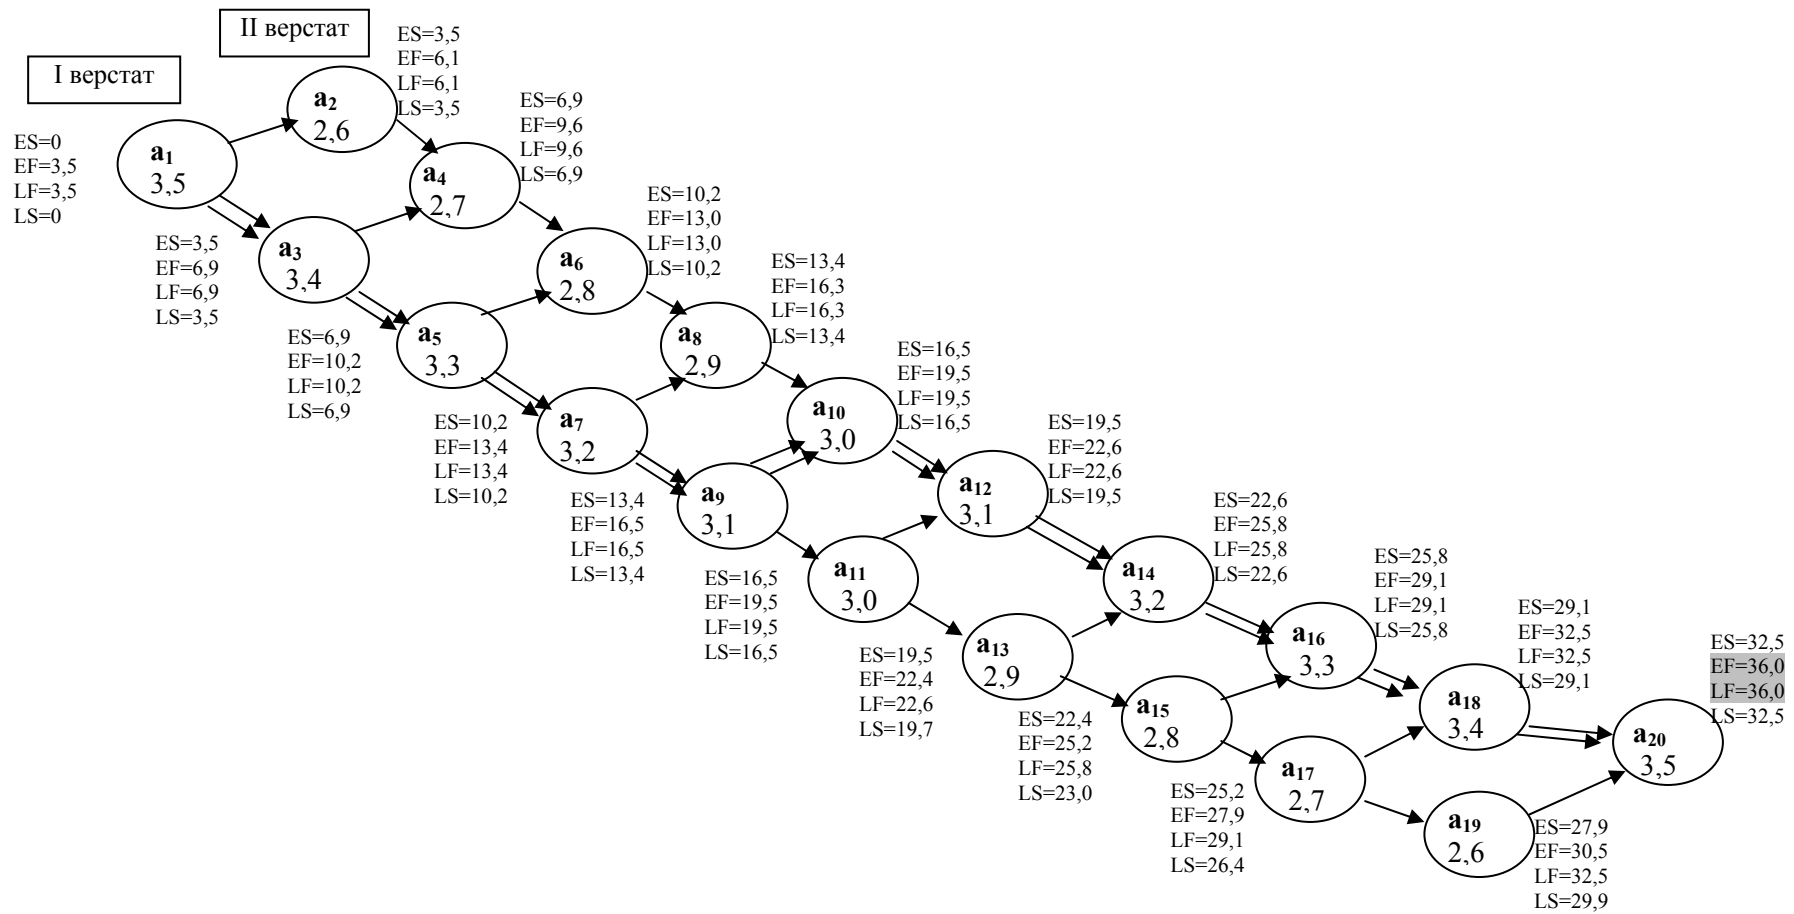 II верстат
I верстат
ES=3,5
EF=6,1
LF=6,1
LS=3,5
a2
2,6
ES=0
EF=3,5
LF=3,5
LS=0
a1
3,5
ES=6,9
EF=9,6
LF=9,6
LS=6,9
a4
2,7
ES=3,5
EF=6,9
LF=6,9
LS=3,5
a3
3,4
ES=10,2
EF=13,0
LF=13,0
LS=10,2
a6
2,8
ES=6,9
EF=10,2
LF=10,2
LS=6,9
a5
3,3
ES=13,4
EF=16,3
LF=16,3
LS=13,4
a8
2,9
ES=10,2
EF=13,4
LF=13,4
LS=10,2
a7
3,2
ES=16,5
EF=19,5
LF=19,5
LS=16,5
a10
3,0
ES=13,4
EF=16,5
LF=16,5
LS=13,4
a9
3,1
ES=19,5
EF=22,6
LF=22,6
LS=19,5
a12
3,1
ES=16,5
EF=19,5
LF=19,5
LS=16,5
a11
3,0
ES=22,6
EF=25,8
LF=25,8
LS=22,6
a14
3,2
ES=19,5
EF=22,4
LF=22,6
LS=19,7
a13
2,9
ES=25,8
EF=29,1
LF=29,1
LS=25,8
a16
3,3
ES=22,4
EF=25,2
LF=25,8
LS=23,0
a15
2,8
ES=29,1
EF=32,5
LF=32,5
LS=29,1
a18
3,4
ES=25,2
EF=27,9
LF=29,1
LS=26,4
a17
2,7
ES=32,5
EF=36,0
LF=36,0
LS=32,5
a20
3,5
a19
2,6
ES=27,9
EF=30,5
LF=32,5
LS=29,9